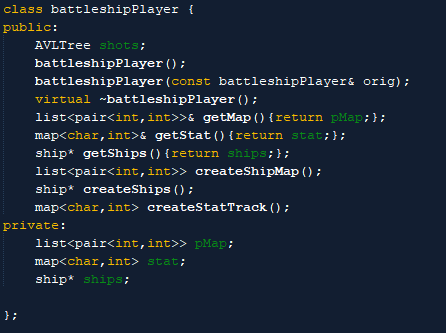 class battleshipPlayer {
public:
    AVLTree shots;
    battleshipPlayer();
    battleshipPlayer(const battleshipPlayer& orig);
    virtual ~battleshipPlayer();
    list<pair<int,int>>& getMap(){return pMap;};
    map<char,int>& getStat(){return stat;};
    ship* getShips(){return ships;};
    list<pair<int,int>> createShipMap();
    ship* createShips();
    map<char,int> createStatTrack();
private:
    list<pair<int,int>> pMap;
    map<char,int> stat;
    ship* ships;
};